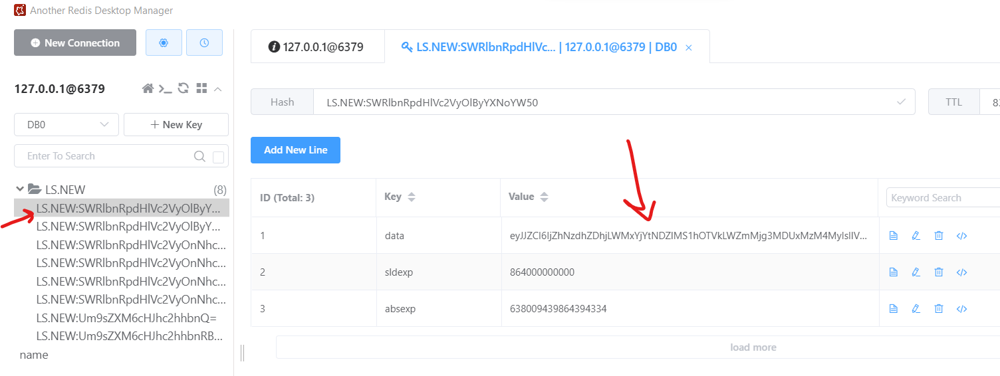 Another Redis Desktop Manager
New Connection
127.0.0.1@6379
LS.NEW:SWRlbnRpdHlVc... | 127.0.0.1@6379 | DB0
127.0.0.1@6379
Hash
LS.NEW:SWRlbnRpdHlVc2VyOlByYXNoYW50
TTL
DB0
New Key
Enter To Search
Add New Line
LS.NEW (8)
LS.NEW:SWRlbnRpdHlVc2VyOlByY...
LS.NEW:SWRlbnRpdHlVc2VyOlByY...
LS.NEW:SWRlbnRpdHlVc2VyOnNhc...
LS.NEW:SWRlbnRpdHlVc2VyOnNhc...
LS.NEW:SWRlbnRpdHlVc2VyOnNhc...
LS.NEW:SWRlbnRpdHlVc2VyOnNhc...
LS.NEW:Um9sZXM6cHJhc2hhbnQ=
LS.NEW:Um9sZXM6cHJhc2hhbnRB...
name
ID (Total: 3) Key Value Keyword Search
1 data eyJJZCI6IjZhNzdhZDhjLWMxYjYtNDZlMS1hOTVkLWZmMjg3MDUxMzM4MyIsIlV...
2 sldexp 864000000000
3 absexp 638009439864394334
load more